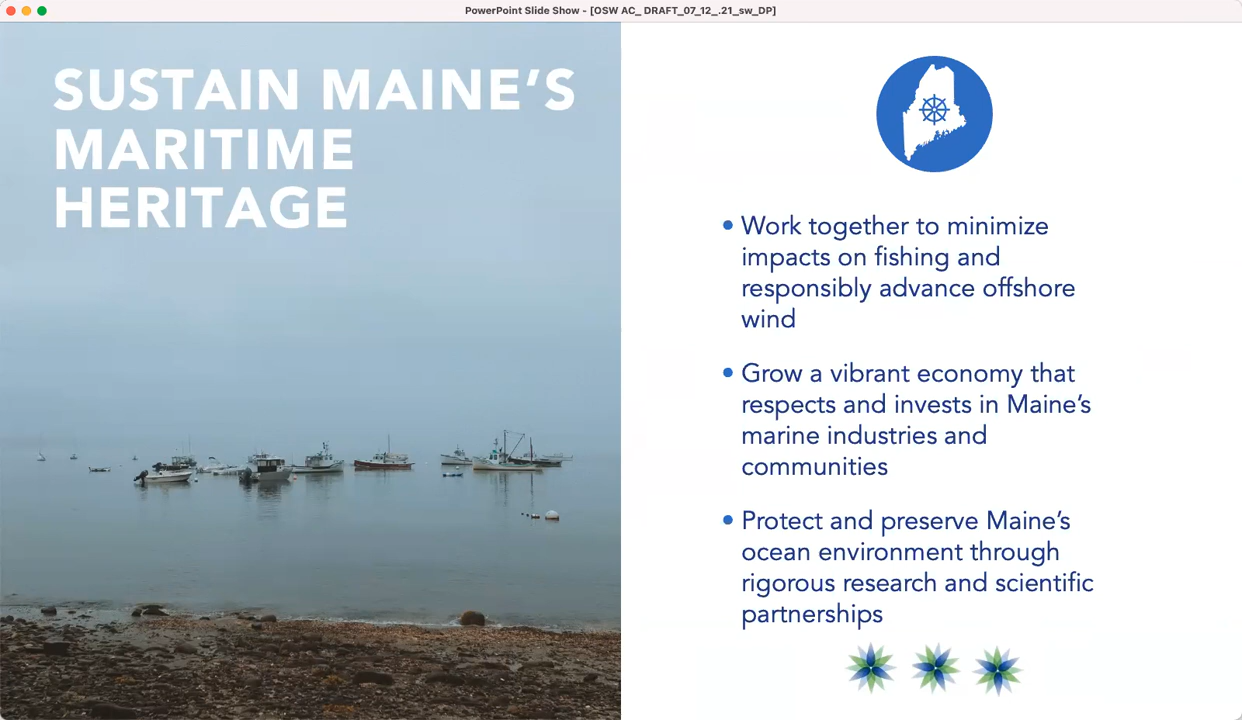 PowerPoint Slide Show - [OSW AC_ DRAFT_07_12_.21_sw_DP]
SUSTAIN MAINE’S
MARITIME
HERITAGE
• Work together to minimize
impacts on fishing and
responsibly advance offshore
wind
• Grow a vibrant economy that
respects and invests in Maine’s
marine industries and
communities
• Protect and preserve Maine’s
ocean environment through
rigorous research and scientific
partnerships